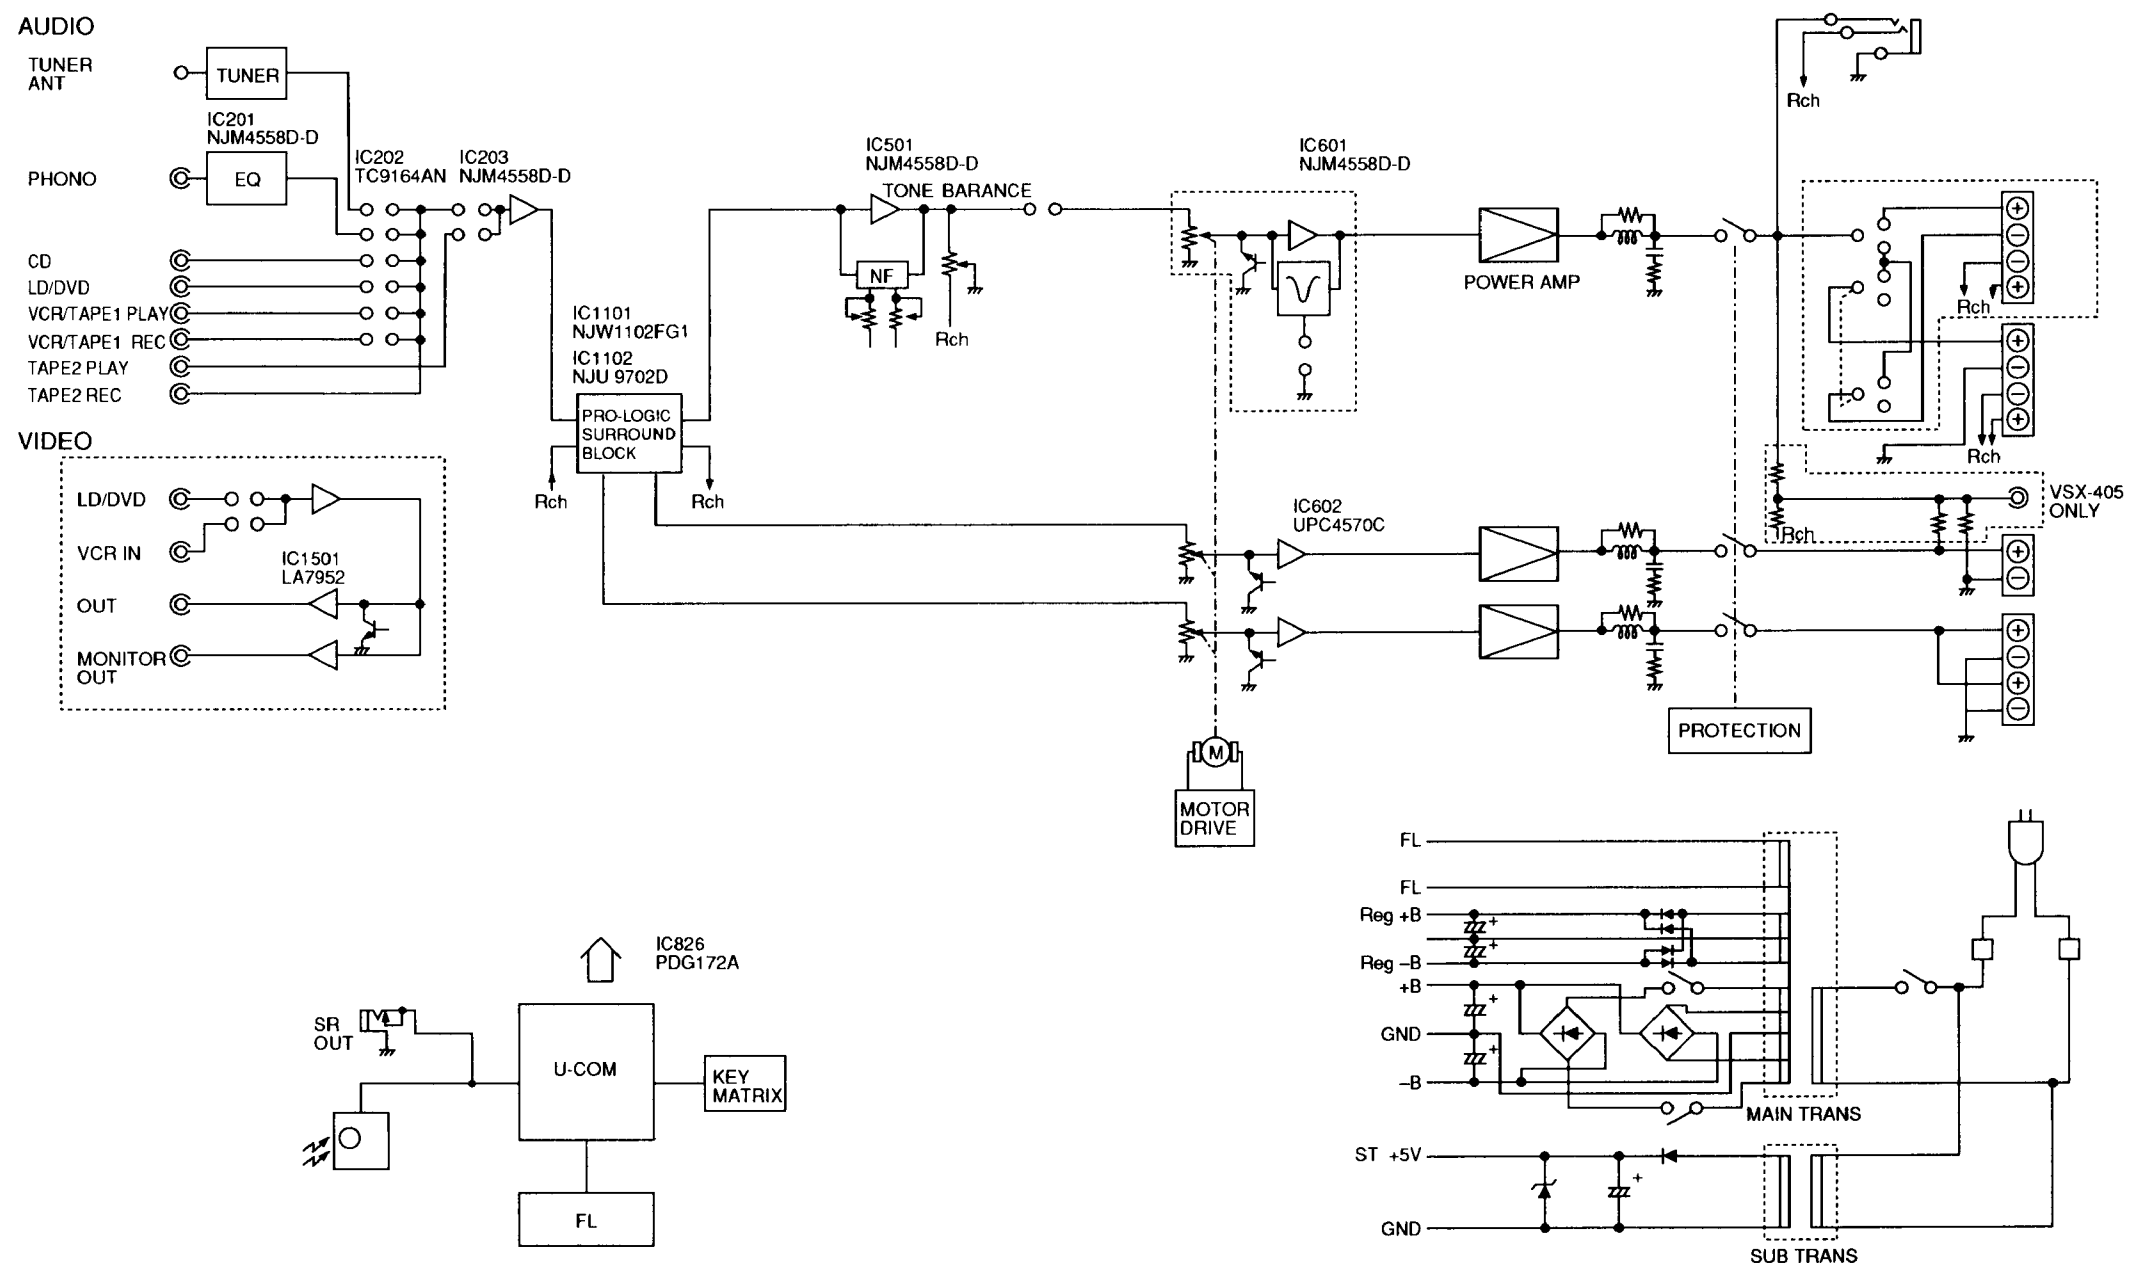 AUDIO
TUNER
ANT
TUNER
IC201
NJM4558D-D
PHONO
EQ
IC202
TC9164AN
IC203
NJM4558D-D
CD
LD/DVD
VCR/TAPE1 PLAY
VCR/TAPE1 REC
TAPE2 PLAY
TAPE2 REC
VIDEO
LD/DVD
VCR IN
IC1501
LA7952
OUT
MONITOR
OUT
IC1101
NJW1102FG1
IC1102
NJU 9702D
PRO-LOGIC
SURROUND
BLOCK
Rch
Rch
IC501
NJM4558D-D
TONE BARANCE
NF
Rch
IC601
NJM4558D-D
POWER AMP
Rch
+
−
−
+
Rch
+
−
−
+
Rch
VSX-405
ONLY
Rch
IC602
UPC4570C
+
−
+
−
+
−
PROTECTION
M
MOTOR
DRIVE
FL
FL
Reg +B
+
+
Reg −B
+B
+
GND
+
−B
MAIN TRANS
ST +5V
+
GND
SUB TRANS
IC826
PDG172A
SR
OUT
U-COM
KEY
MATRIX
FL